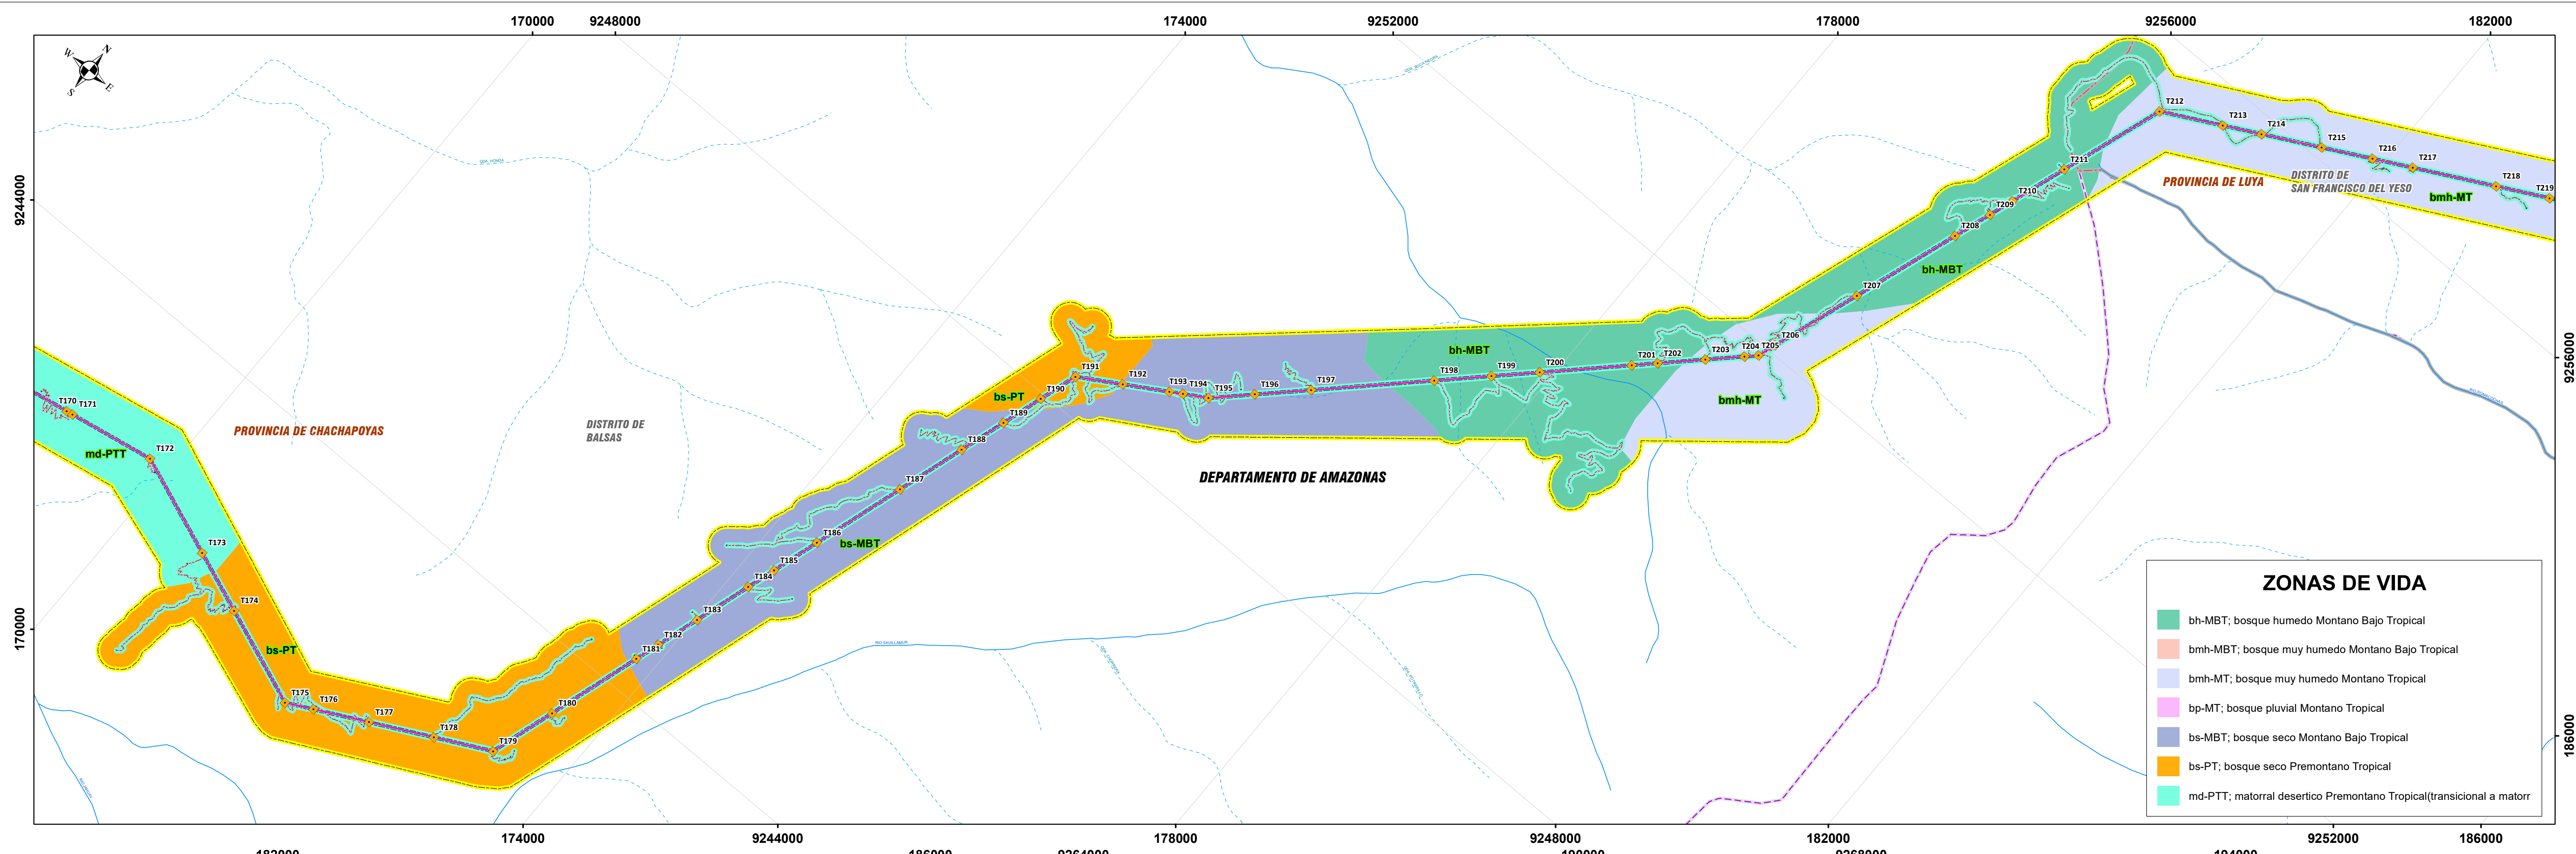 170000
9248000
174000
9252000
178000
9256000
182000
N
W
E
S
9244000
170000
9256000
186000
T170
T171
T172
T173
T174
T175
T176
T177
T178
T179
T180
T181
T182
T183
T184
T185
T186
T187
T188
T189
T190
T191
T192
T193
T194
T195
T196
T197
T198
T199
T200
T201
T202
T203
T204
T205
T206
T207
T208
T209
T210
T211
T212
T213
T214
T215
T216
T217
T218
T219
md-PTT
bs-PT
bs-MBT
bs-PT
bh-MBT
bmh-MT
bh-MBT
bmh-MT
PROVINCIA DE CHACHAPOYAS
DISTRITO DE
BALSAS
DEPARTAMENTO DE AMAZONAS
PROVINCIA DE LUYA
DISTRITO DE
SAN FRANCISCO DEL YESO
ZONAS DE VIDA
bh-MBT; bosque humedo Montano Bajo Tropical
bmh-MBT; bosque muy humedo Montano Bajo Tropical
bmh-MT; bosque muy humedo Montano Tropical
bp-MT; bosque pluvial Montano Tropical
bs-MBT; bosque seco Montano Bajo Tropical
bs-PT; bosque seco Premontano Tropical
md-PTT; matorral desertico Premontano Tropical(transicional a matorr
174000
9244000
178000
9248000
182000
9252000
186000